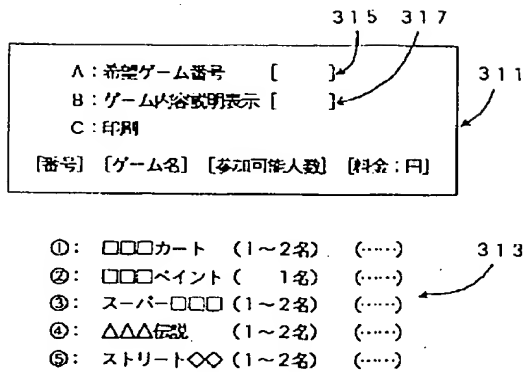 315 317
A:希望ゲーム番号 [ ]
311
B:ゲーム内容説明表示 [ ]
C:印刷
[番号] [ゲーム名] [参加可能人数] [料金:円]
①: □□□カート (1～2名) (……)
313
②: □□□ペイント ( 1名) (……)
③: スーパー□□□ (1～2名) (……)
④: △△△伝説 (1～2名) (……)
⑤: ストリート◇◇ (1～2名) (……)